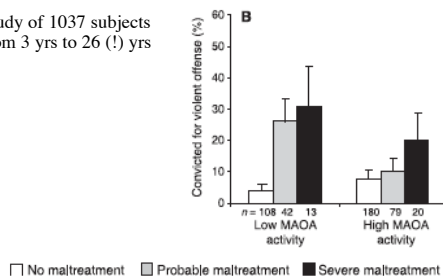 udy of 1037 subjects
om 3 yrs to 26 (!) yrs
B
Convicted for violent offense (%)
60
50
40
30
20
10
0
n = 108 42 13 180 79 20
Low MAOA activity
High MAOA activity
No maltreatment Probable maltreatment Severe maltreatment